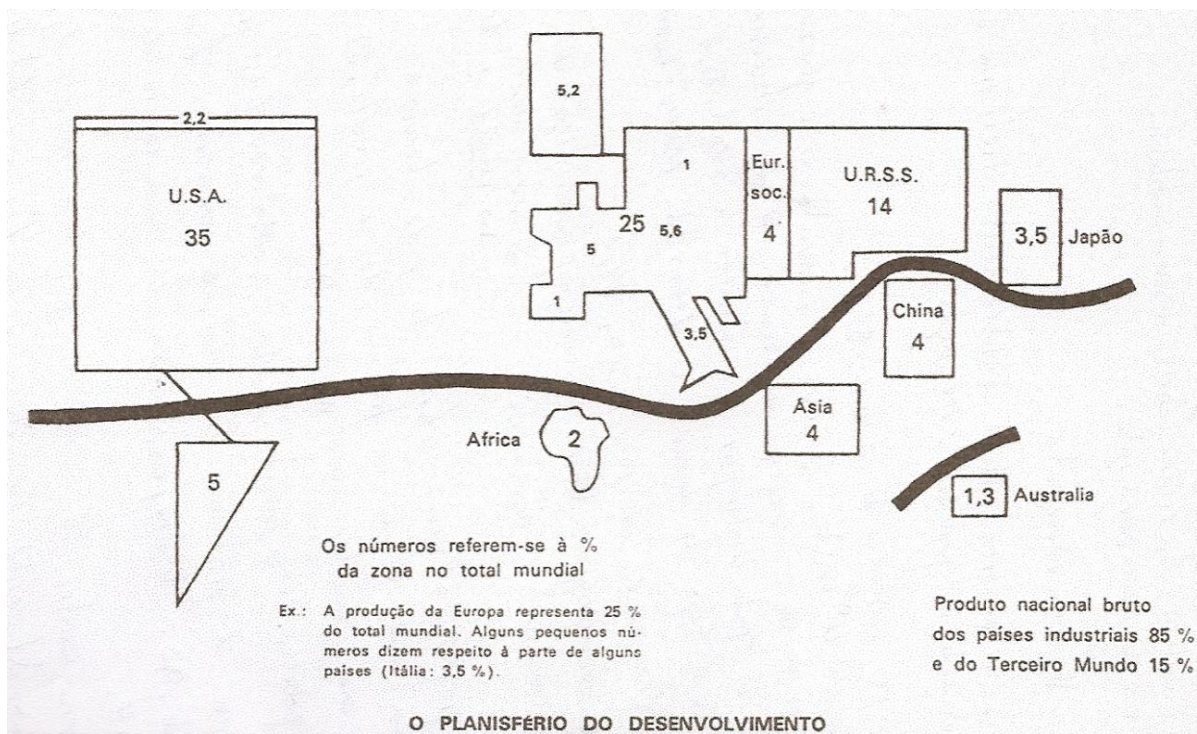 5,2
2,2
U.S.A.
35
1
25
5,6
5
1
3,5
Eur.
soc.
4
U.R.S.S.
14
3,5
Japão
China
4
Ásia
4
Africa
2
5
1,3
Australia
Os números referem-se à %
da zona no total mundial
Ex.: A produção da Europa representa 25 %
do total mundial. Alguns pequenos nú-
meros dizem respeito à parte de alguns
países (Itália: 3,5 %).
Produto nacional bruto
dos países industriais 85 %
e do Terceiro Mundo 15 %
O PLANISFÉRIO DO DESENVOLVIMENTO